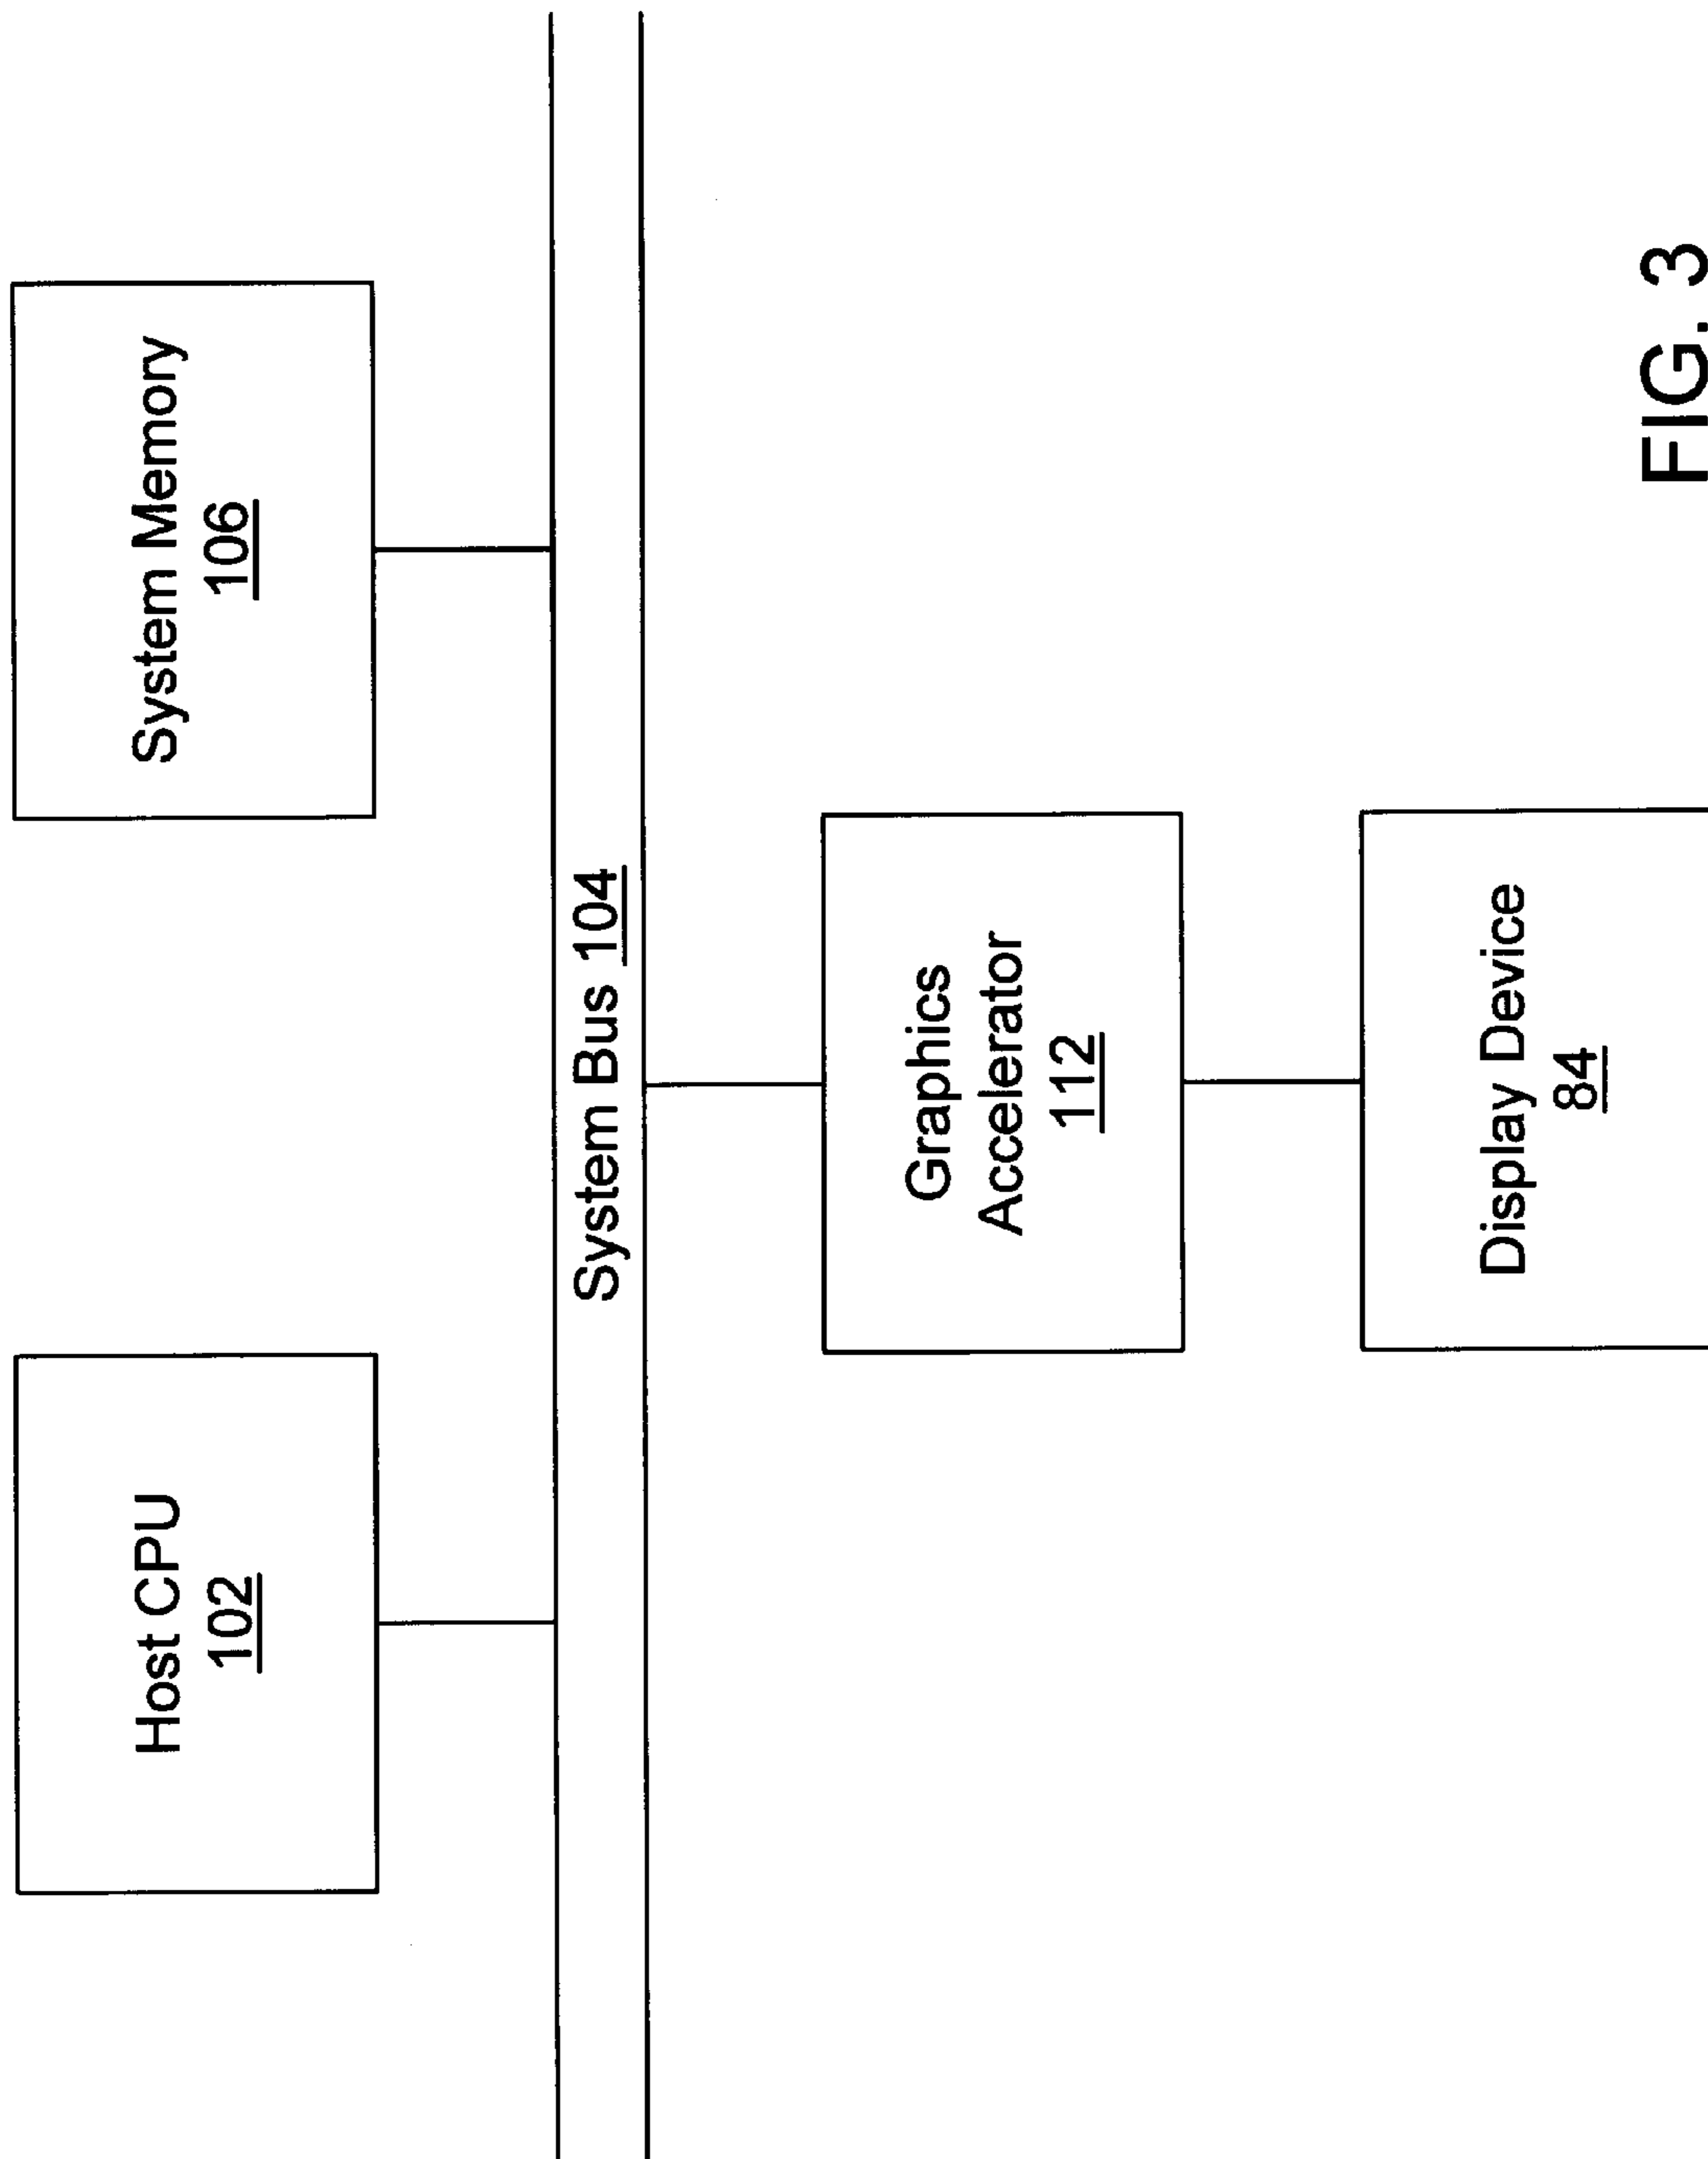 Host CPU
102
System Memory
106
System Bus 104
Graphics
Accelerator
112
Display Device
84
FIG. 3